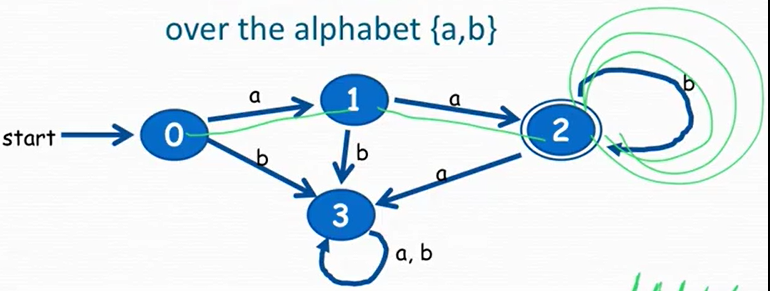 over the alphabet {a,b}
a
1
a
2
b
start
0
b
b
a
3
a, b